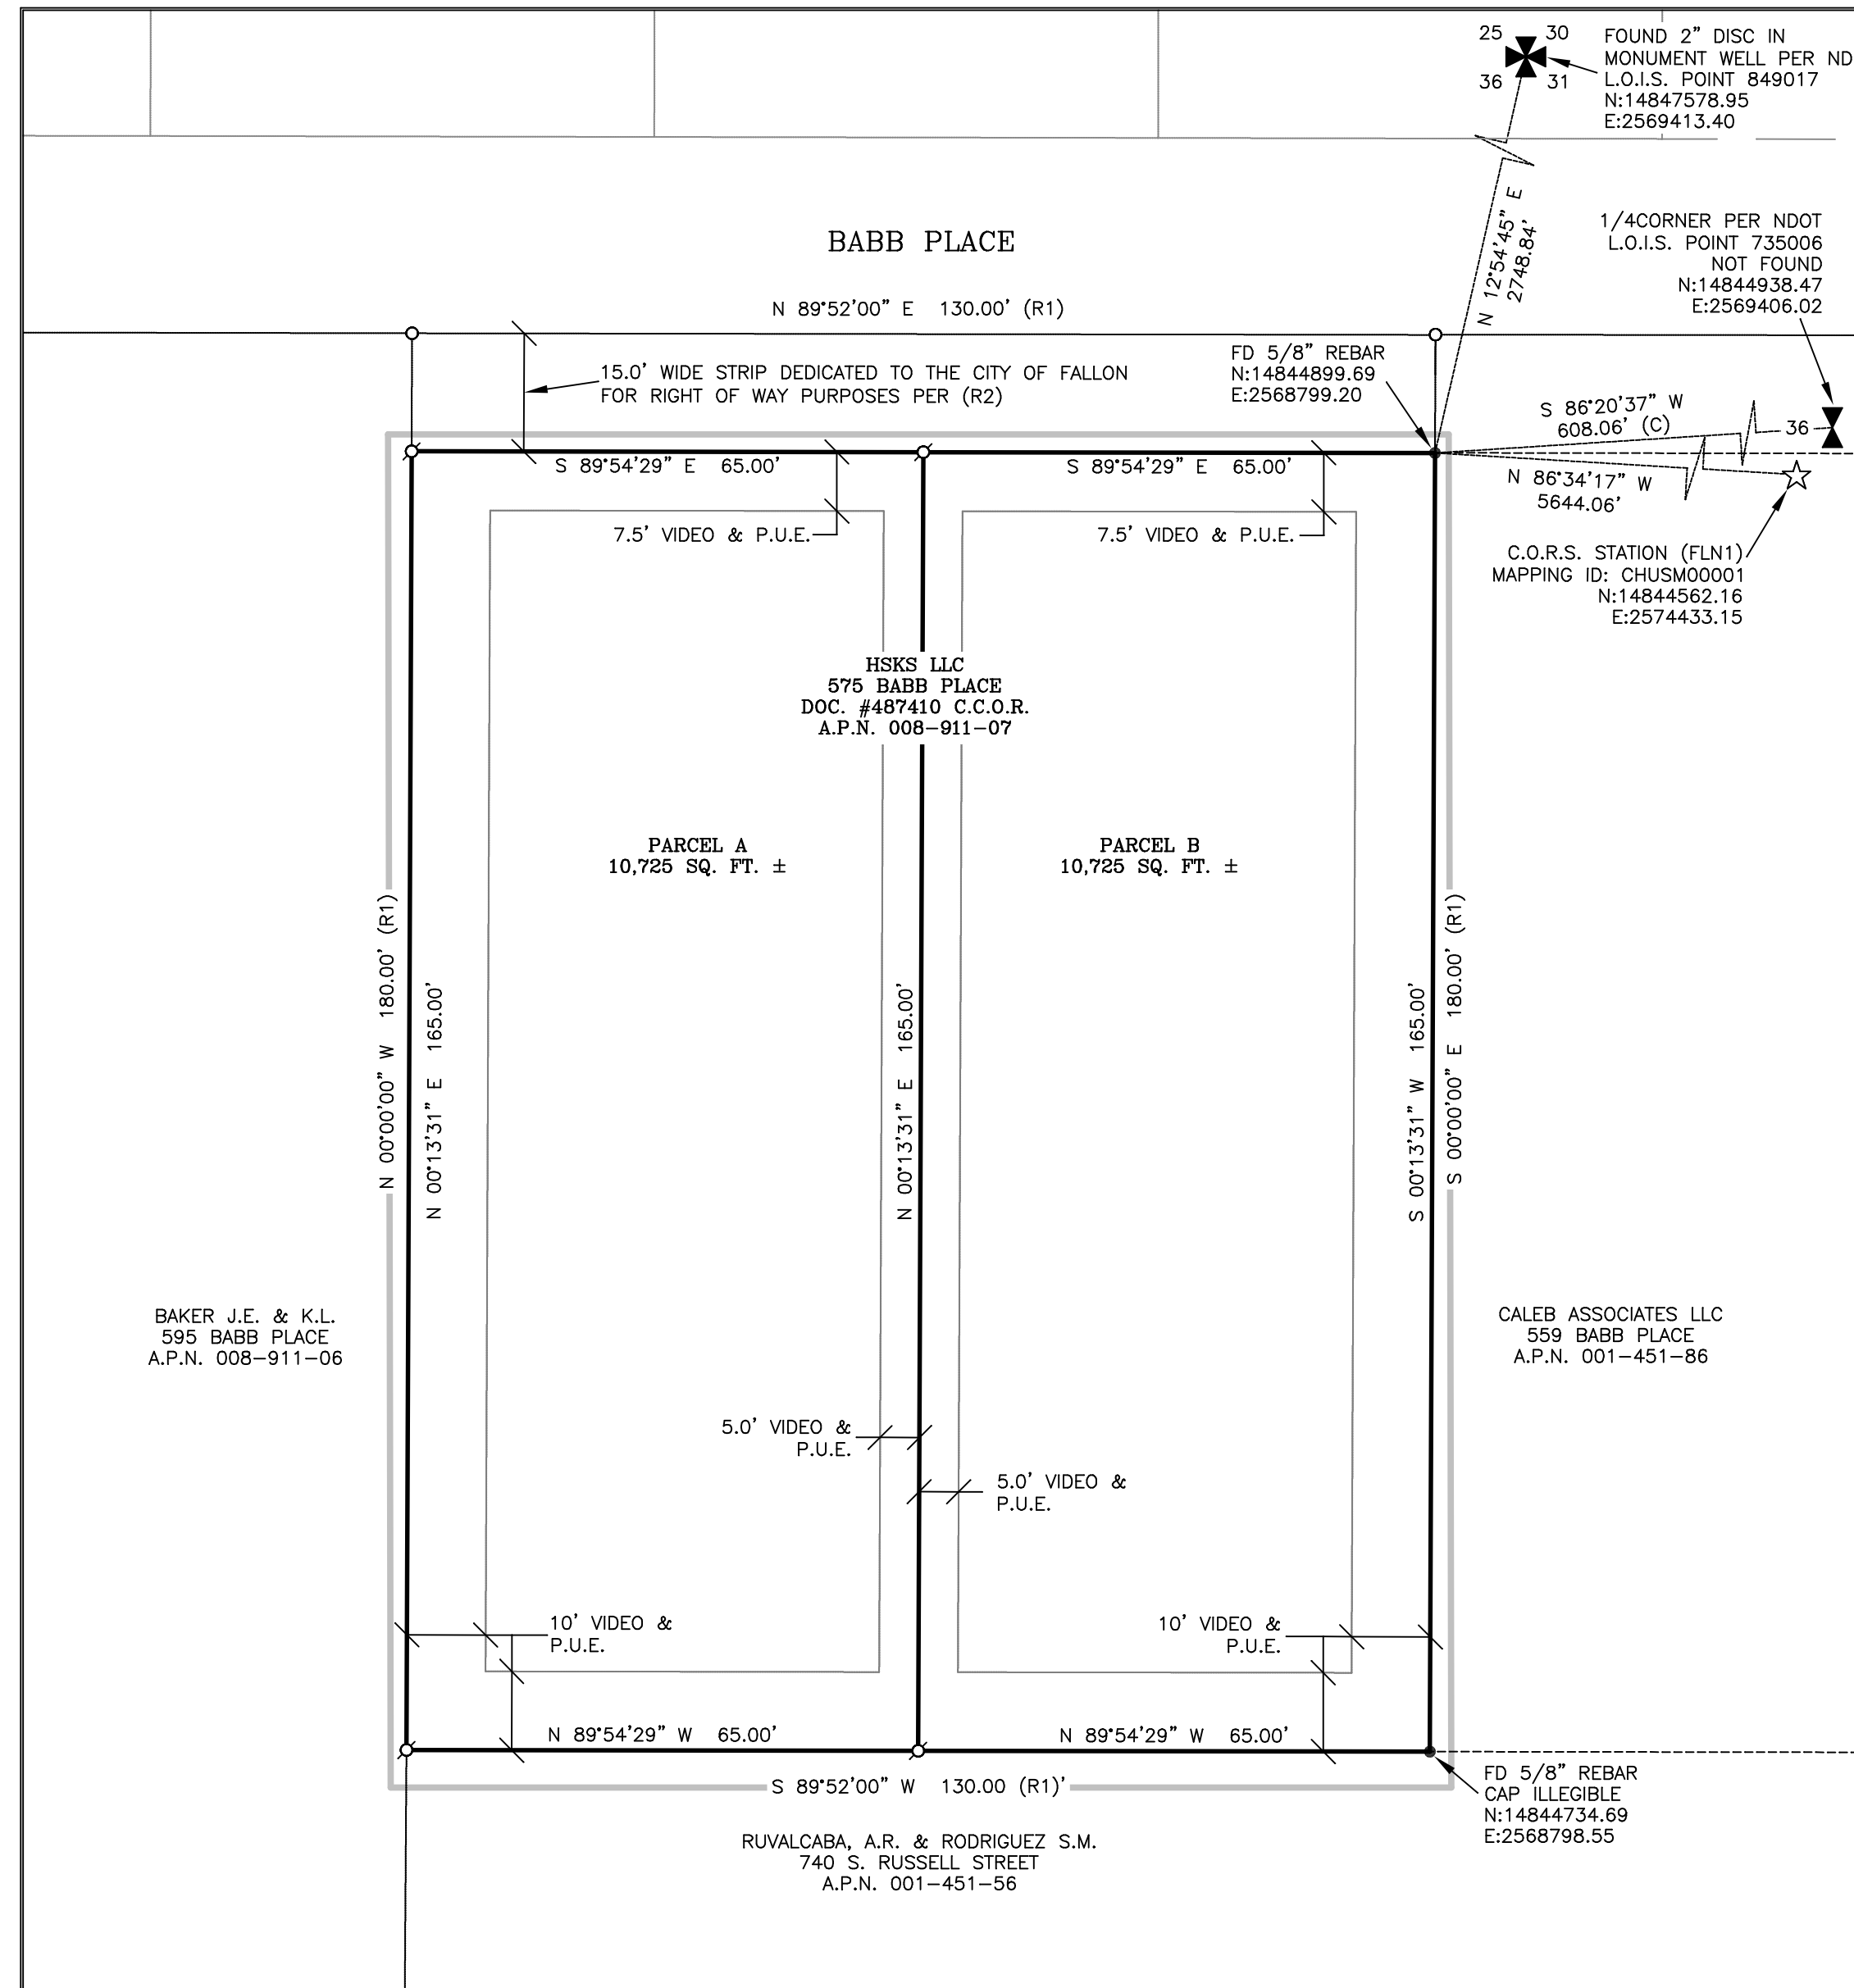 25 30
36 31
FOUND 2" DISC IN
MONUMENT WELL PER ND
L.O.I.S. POINT 849017
N:14847578.95
E:2569413.40
N 12°54'45" E
2748.84'
BABB PLACE
1/4CORNER PER NDOT
L.O.I.S. POINT 735006
NOT FOUND
N:14844938.47
E:2569406.02
N 89°52'00" E 130.00' (R1)
15.0' WIDE STRIP DEDICATED TO THE CITY OF FALLON
FOR RIGHT OF WAY PURPOSES PER (R2)
FD 5/8" REBAR
N:14844899.69
E:2568799.20
S 86°20'37" W
608.06' (C)
36
N 86°34'17" W
5644.06'
S 89°54'29" E 65.00'
S 89°54'29" E 65.00'
7.5' VIDEO & P.U.E.
7.5' VIDEO & P.U.E.
C.O.R.S. STATION (FLN1)
MAPPING ID: CHUSM00001
N:14844562.16
E:2574433.15
HSKS LLC
575 BABB PLACE
DOC. #487410 C.C.O.R.
A.P.N. 008-911-07
PARCEL A
10,725 SQ. FT. ±
PARCEL B
10,725 SQ. FT. ±
N 00°00'00" W 180.00' (R1)
N 00°13'31" E 165.00'
N 00°13'31" E 165.00'
S 00°13'31" W 165.00'
S 00°00'00" E 180.00' (R1)
BAKER J.E. & K.L.
595 BABB PLACE
A.P.N. 008-911-06
CALEB ASSOCIATES LLC
559 BABB PLACE
A.P.N. 001-451-86
5.0' VIDEO &
P.U.E.
5.0' VIDEO &
P.U.E.
10' VIDEO &
P.U.E.
10' VIDEO &
P.U.E.
N 89°54'29" W 65.00'
N 89°54'29" W 65.00'
S 89°52'00" W 130.00 (R1)'
FD 5/8" REBAR
CAP ILLEGIBLE
N:14844734.69
E:2568798.55
RUVALCABA, A.R. & RODRIGUEZ S.M.
740 S. RUSSELL STREET
A.P.N. 001-451-56